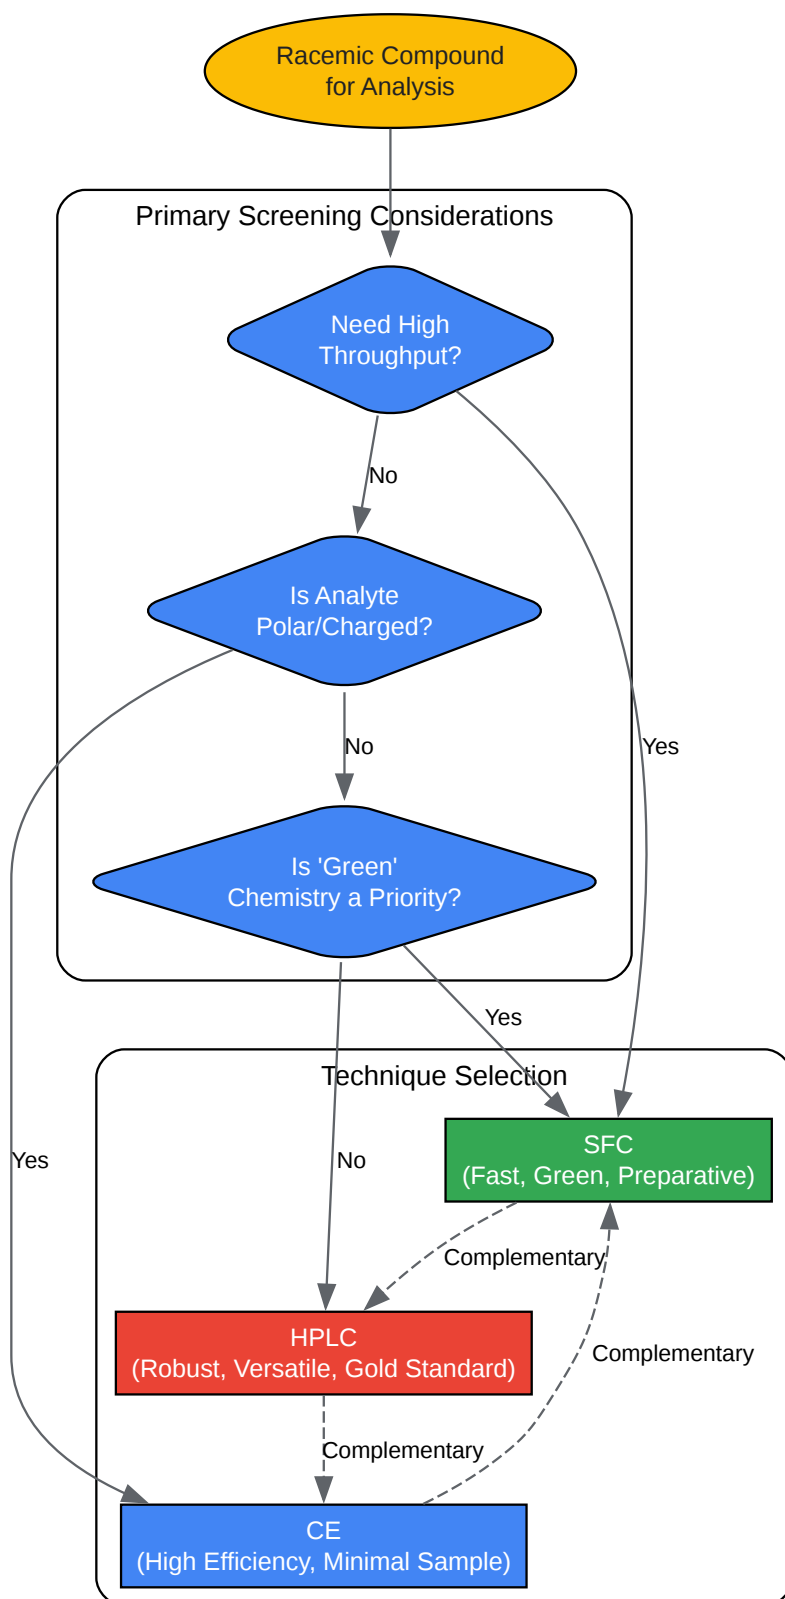 Racemic Compound
for Analysis
Primary Screening Considerations
Need High
Throughput?
No
Is Analyte
Polar/Charged?
No
Yes
Is 'Green'
Chemistry a Priority?
Yes
Technique Selection
SFC
(Fast, Green, Preparative)
Yes
No
Complementary
HPLC
(Robust, Versatile, Gold Standard)
Complementary
Complementary
CE
(High Efficiency, Minimal Sample)